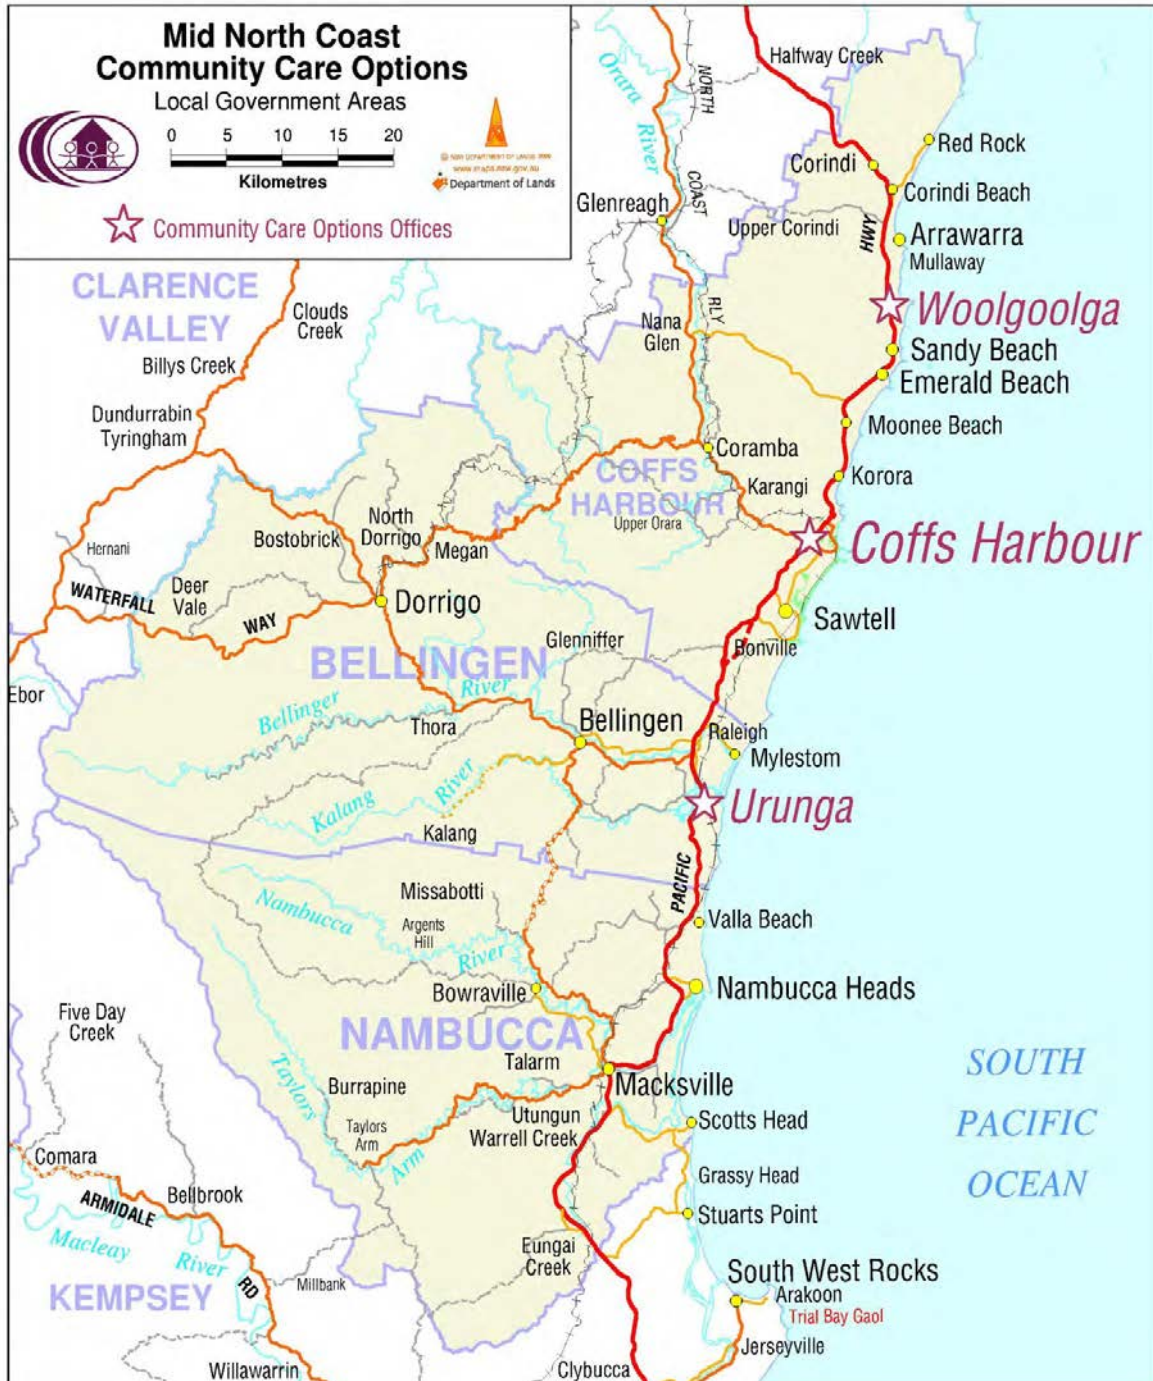 Mid North Coast
Community Care Options
Local Government Areas
0 5 10 15 20
Kilometres
www.maps.nsw.gov.au
Department of Lands
Community Care Options Offices
Halfway Creek
Orara
River
NORTH
COAST
RLY
Red Rock
Corindi
Corindi Beach
Glenreagh
Upper Corindi
HWY
Arrawarra
Mullaway
CLARENCE
VALLEY
Clouds
Creek
Woolgoolga
Nana
Glen
Sandy Beach
Billys Creek
Emerald Beach
Dundurrabin
Tyringham
Moonee Beach
Coramba
COFFS
HARBOUR
Karangi
Korora
North
Dorrigo
Upper Orara
Bostobrick
Megan
Hernani
Coffs Harbour
Deer
Vale
WATERFALL
WAY
Dorrigo
Sawtell
Glenniffer
Bonville
BELLINGEN
Ebor
Bellinger
River
Thora
Bellingen
Raleigh
Mylestom
Kalang
River
Urunga
Kalang
PACIFIC
Missabotti
Nambucca
River
Argents
Hill
Valla Beach
Bowraville
Nambucca Heads
Five Day
Creek
NAMBUCCA
SOUTH
PACIFIC
OCEAN
Talarm
Taylors
Arm
Burrapine
Macksville
Taylors
Arm
Utungun
Warrell Creek
Scotts Head
Comara
Grassy Head
Bellbrook
ARMIDALE
RD
Stuarts Point
Macleay
River
Eungai
Creek
Millbank
South West Rocks
KEMPSEY
Arakoon
Trial Bay Gaol
Jerseyville
Willawarrin
Clybucca